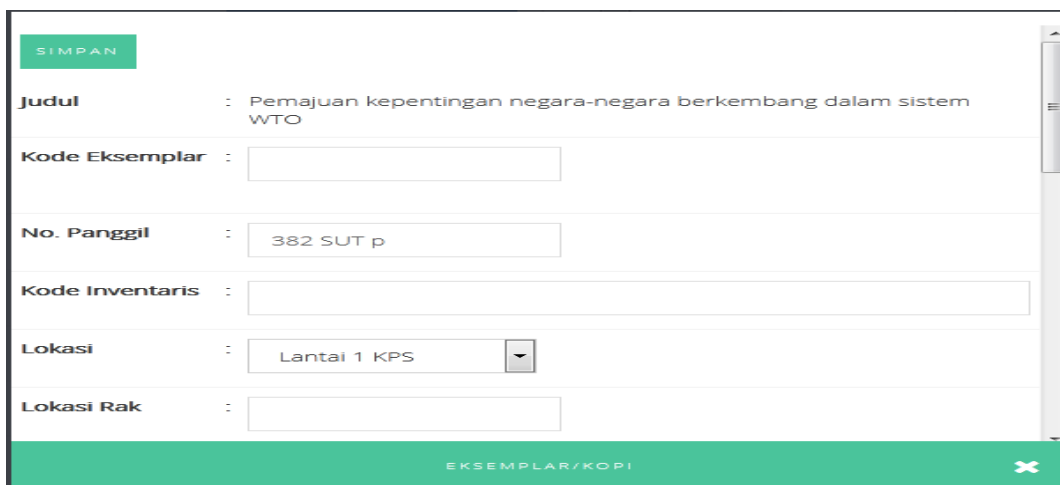 SIMPAN
Judul : Pemajuan kepentingan negara-negara berkembang dalam sistem
WTO
Kode Eksemplar :
No. Panggil : 382 SUT p
Kode Inventaris :
Lokasi : Lantai 1 KPS
Lokasi Rak :
EKSEMPLAR/KOPI